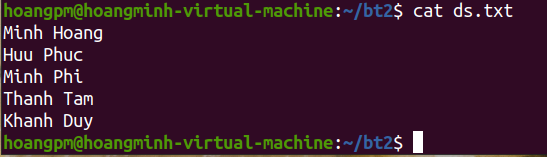 hoangpm@hoangminh-virtual-machine:~/bt2$ cat ds.txt
Minh Hoang
Huu Phuc
Minh Phi
Thanh Tam
Khanh Duy
hoangpm@hoangminh-virtual-machine:~/bt2$